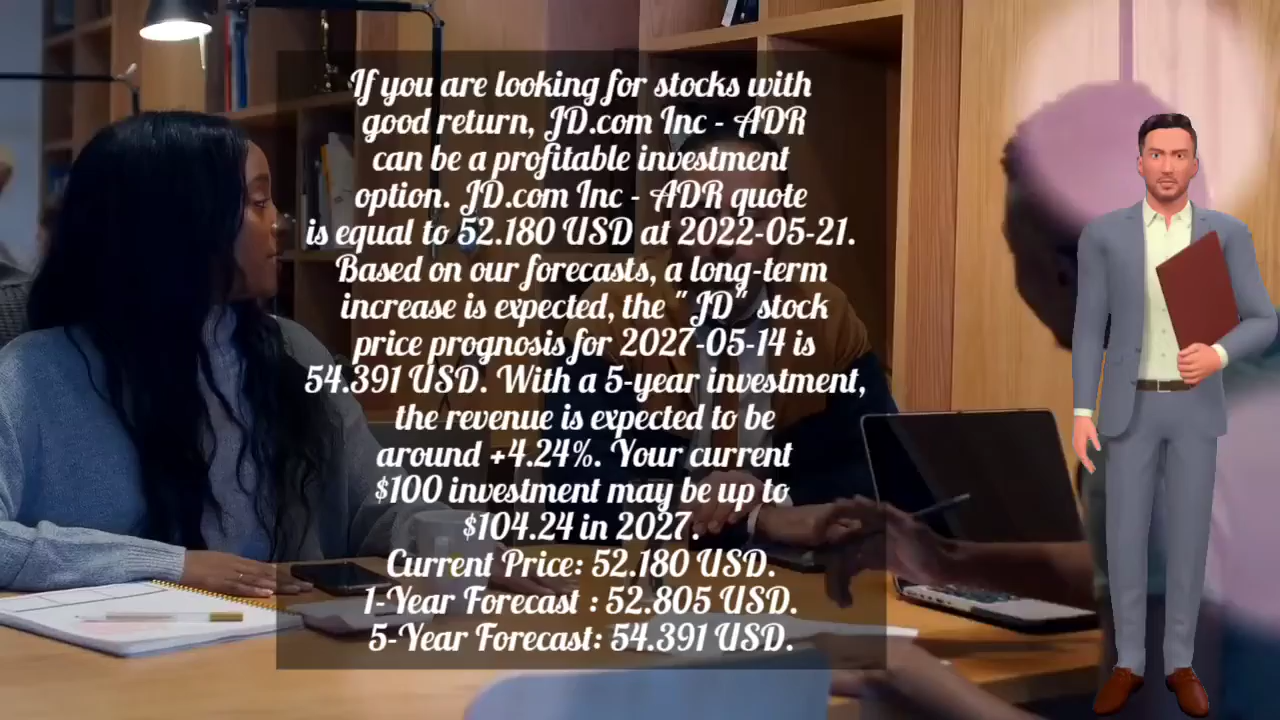 If you are looking for stocks with
good return, JD.com Inc - ADR
can be a profitable investment
option. JD.com Inc - ADR quote
is equal to 52.180 USD at 2022-05-21.
Based on our forecasts, a long-term
increase is expected, the "JD" stock
price prognosis for 2027-05-14 is
54.391 USD. With a 5-year investment,
the revenue is expected to be
around +4.24%. Your current
$100 investment may be up to
$104.24 in 2027.
Current Price: 52.180 USD.
1-Year Forecast : 52.805 USD.
5-Year Forecast: 54.391 USD.